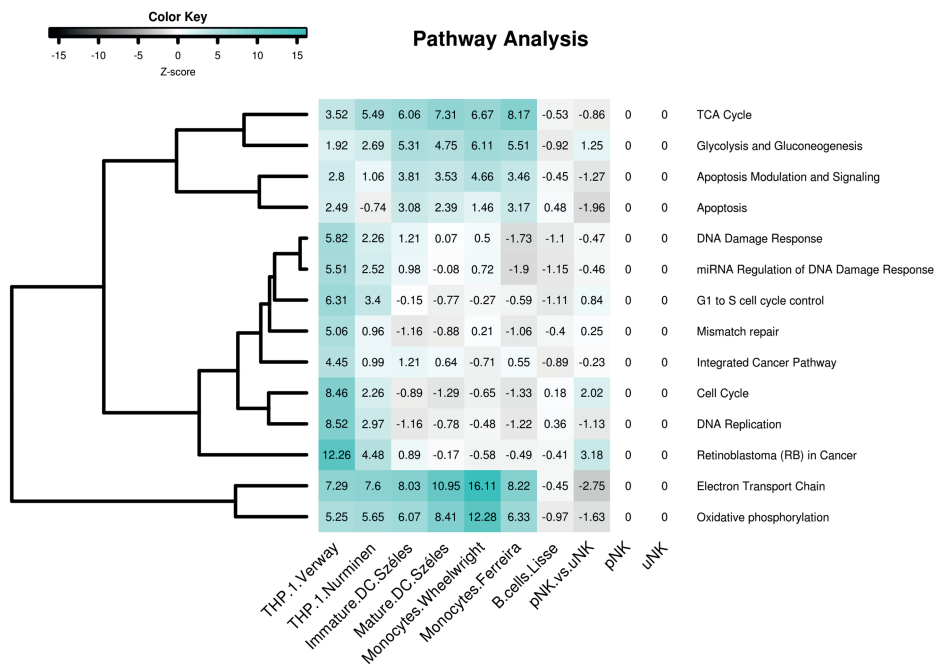 Color Key
Pathway Analysis
-15 -10 -5 0 5 10 15
Z-score
3.52 5.49 6.06 7.31 6.67 8.17 -0.53 -0.86 0 0 TCA Cycle
1.92 2.69 5.31 4.75 6.11 5.51 -0.92 1.25 0 0 Glycolysis and Gluconeogenesis
2.8 1.06 3.81 3.53 4.66 3.46 -0.45 -1.27 0 0 Apoptosis Modulation and Signaling
2.49 -0.74 3.08 2.39 1.46 3.17 0.48 -1.96 0 0 Apoptosis
5.82 2.26 1.21 0.07 0.5 -1.73 -1.1 -0.47 0 0 DNA Damage Response
5.51 2.52 0.98 -0.08 0.72 -1.9 -1.15 -0.46 0 0 miRNA Regulation of DNA Damage Response
6.31 3.4 -0.15 -0.77 -0.27 -0.59 -1.11 0.84 0 0 G1 to S cell cycle control
5.06 0.96 -1.16 -0.88 0.21 -1.06 -0.4 0.25 0 0 Mismatch repair
4.45 0.99 1.21 0.64 -0.71 0.55 -0.89 -0.23 0 0 Integrated Cancer Pathway
8.46 2.26 -0.89 -1.29 -0.65 -1.33 0.18 2.02 0 0 Cell Cycle
8.52 2.97 -1.16 -0.78 -0.48 -1.22 0.36 -1.13 0 0 DNA Replication
12.26 4.48 0.89 -0.17 -0.58 -0.49 -0.41 3.18 0 0 Retinoblastoma (RB) in Cancer
7.29 7.6 8.03 10.95 16.11 8.22 -0.45 -2.75 0 0 Electron Transport Chain
5.25 5.65 6.07 8.41 12.28 6.33 -0.97 -1.63 0 0 Oxidative phosphorylation
THP.1.Verway
THP.1.Nurminen
Immature.DC.Széles
Mature.DC.Széles
Monocytes.Wheelwright
Monocytes.Ferreira
B.cells.Lisse
pNK.vs.uNK
pNK
uNK